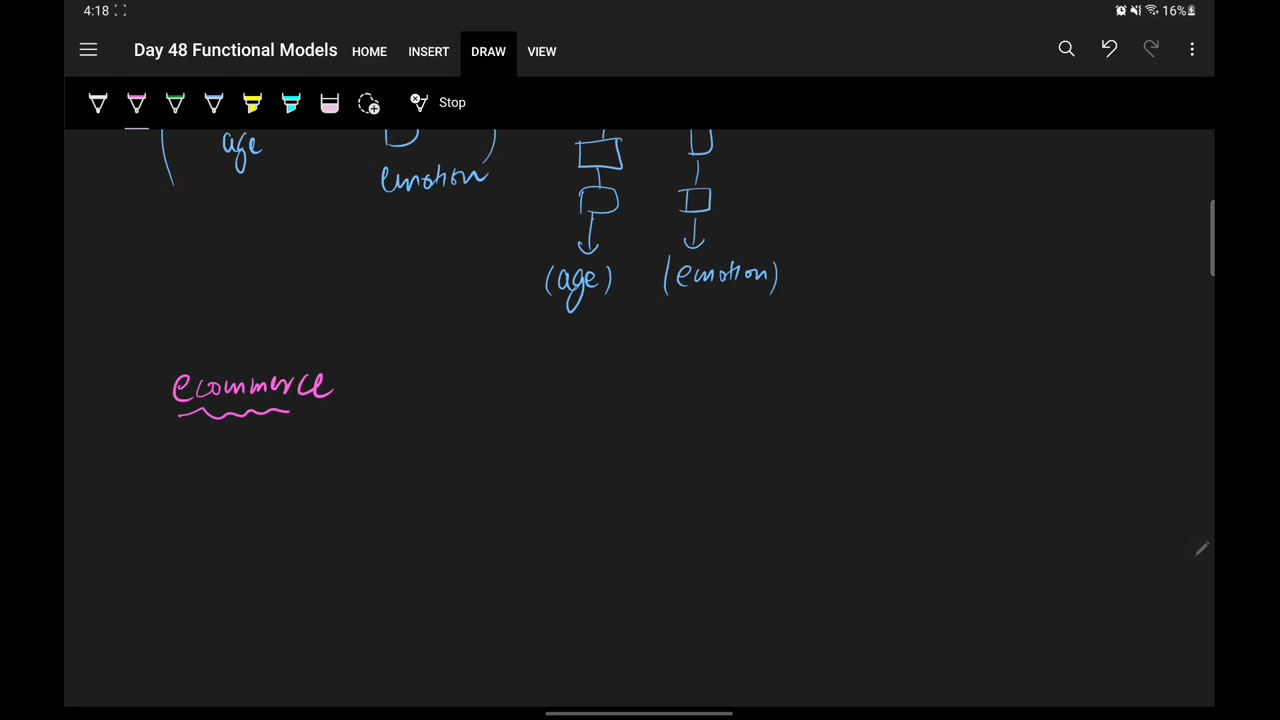 4:18
16%
Day 48 Functional Models HOME INSERT DRAW VIEW
Stop
age
emotion
(age) (emotion)
ecommerce